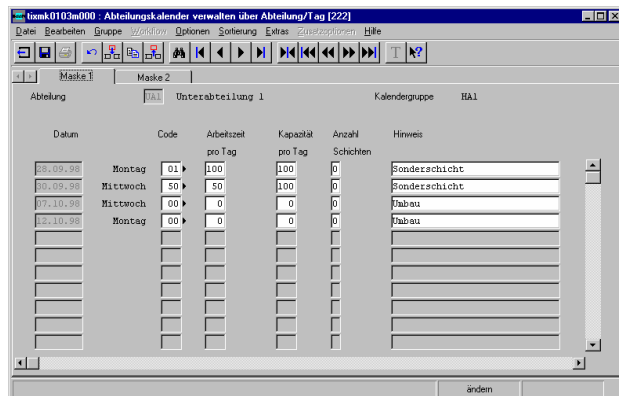 tixmk0103m000 : Abteilungskalender verwalten über Abteilung/Tag [222]
Datei Bearbeiten Gruppe Workflow Optionen Sortierung Extras Zusatzoptionen Hilfe
Maske 1 Maske 2
Abteilung UA1 Unterabteilung 1 Kalendergruppe HA1
Datum Code Arbeitszeit Kapazität Anzahl Hinweis
pro Tag pro Tag Schichten
28.09.98 Montag 01 100 100 0 Sonderschicht
30.09.98 Mittwoch 50 50 100 0 Sonderschicht
07.10.98 Mittwoch 00 0 0 0 Umbau
12.10.98 Montag 00 0 0 0 Umbau
ändern